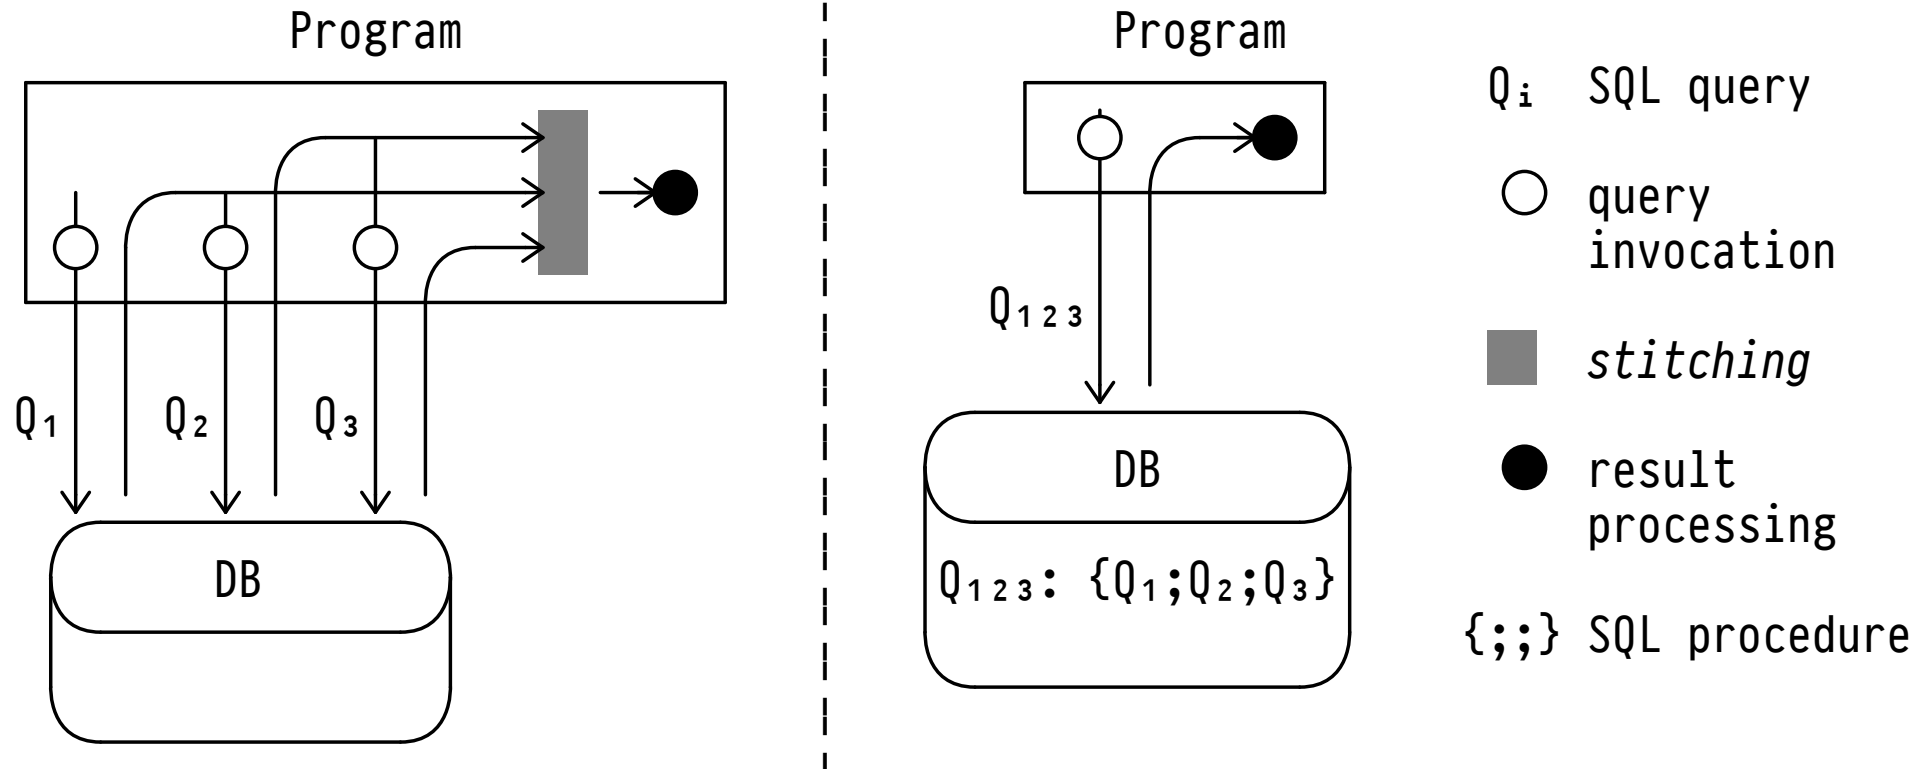 Program
Q₁
Q₂
Q₃
DB
Program
Q₁₂₃
DB
Q₁₂₃: {Q₁;Q₂;Q₃}
Qᵢ SQL query
query
invocation
stitching
result
processing
{;;} SQL procedure